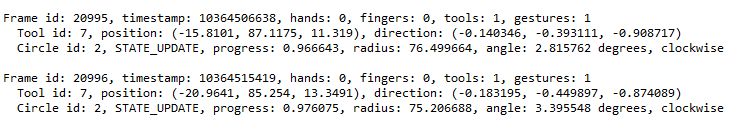 Frame id: 20995, timestamp: 10364506638, hands: 0, fingers: 0, tools: 1, gestures: 1
Tool id: 7, position: (-15.8101, 87.1175, 11.319), direction: (-0.140346, -0.393111, -0.908717)
Circle id: 2, STATE_UPDATE, progress: 0.966643, radius: 76.499664, angle: 2.815762 degrees, clockwise
Frame id: 20996, timestamp: 10364515419, hands: 0, fingers: 0, tools: 1, gestures: 1
Tool id: 7, position: (-20.9641, 85.254, 13.3491), direction: (-0.183195, -0.449897, -0.874089)
Circle id: 2, STATE_UPDATE, progress: 0.976075, radius: 75.206688, angle: 3.395548 degrees, clockwise